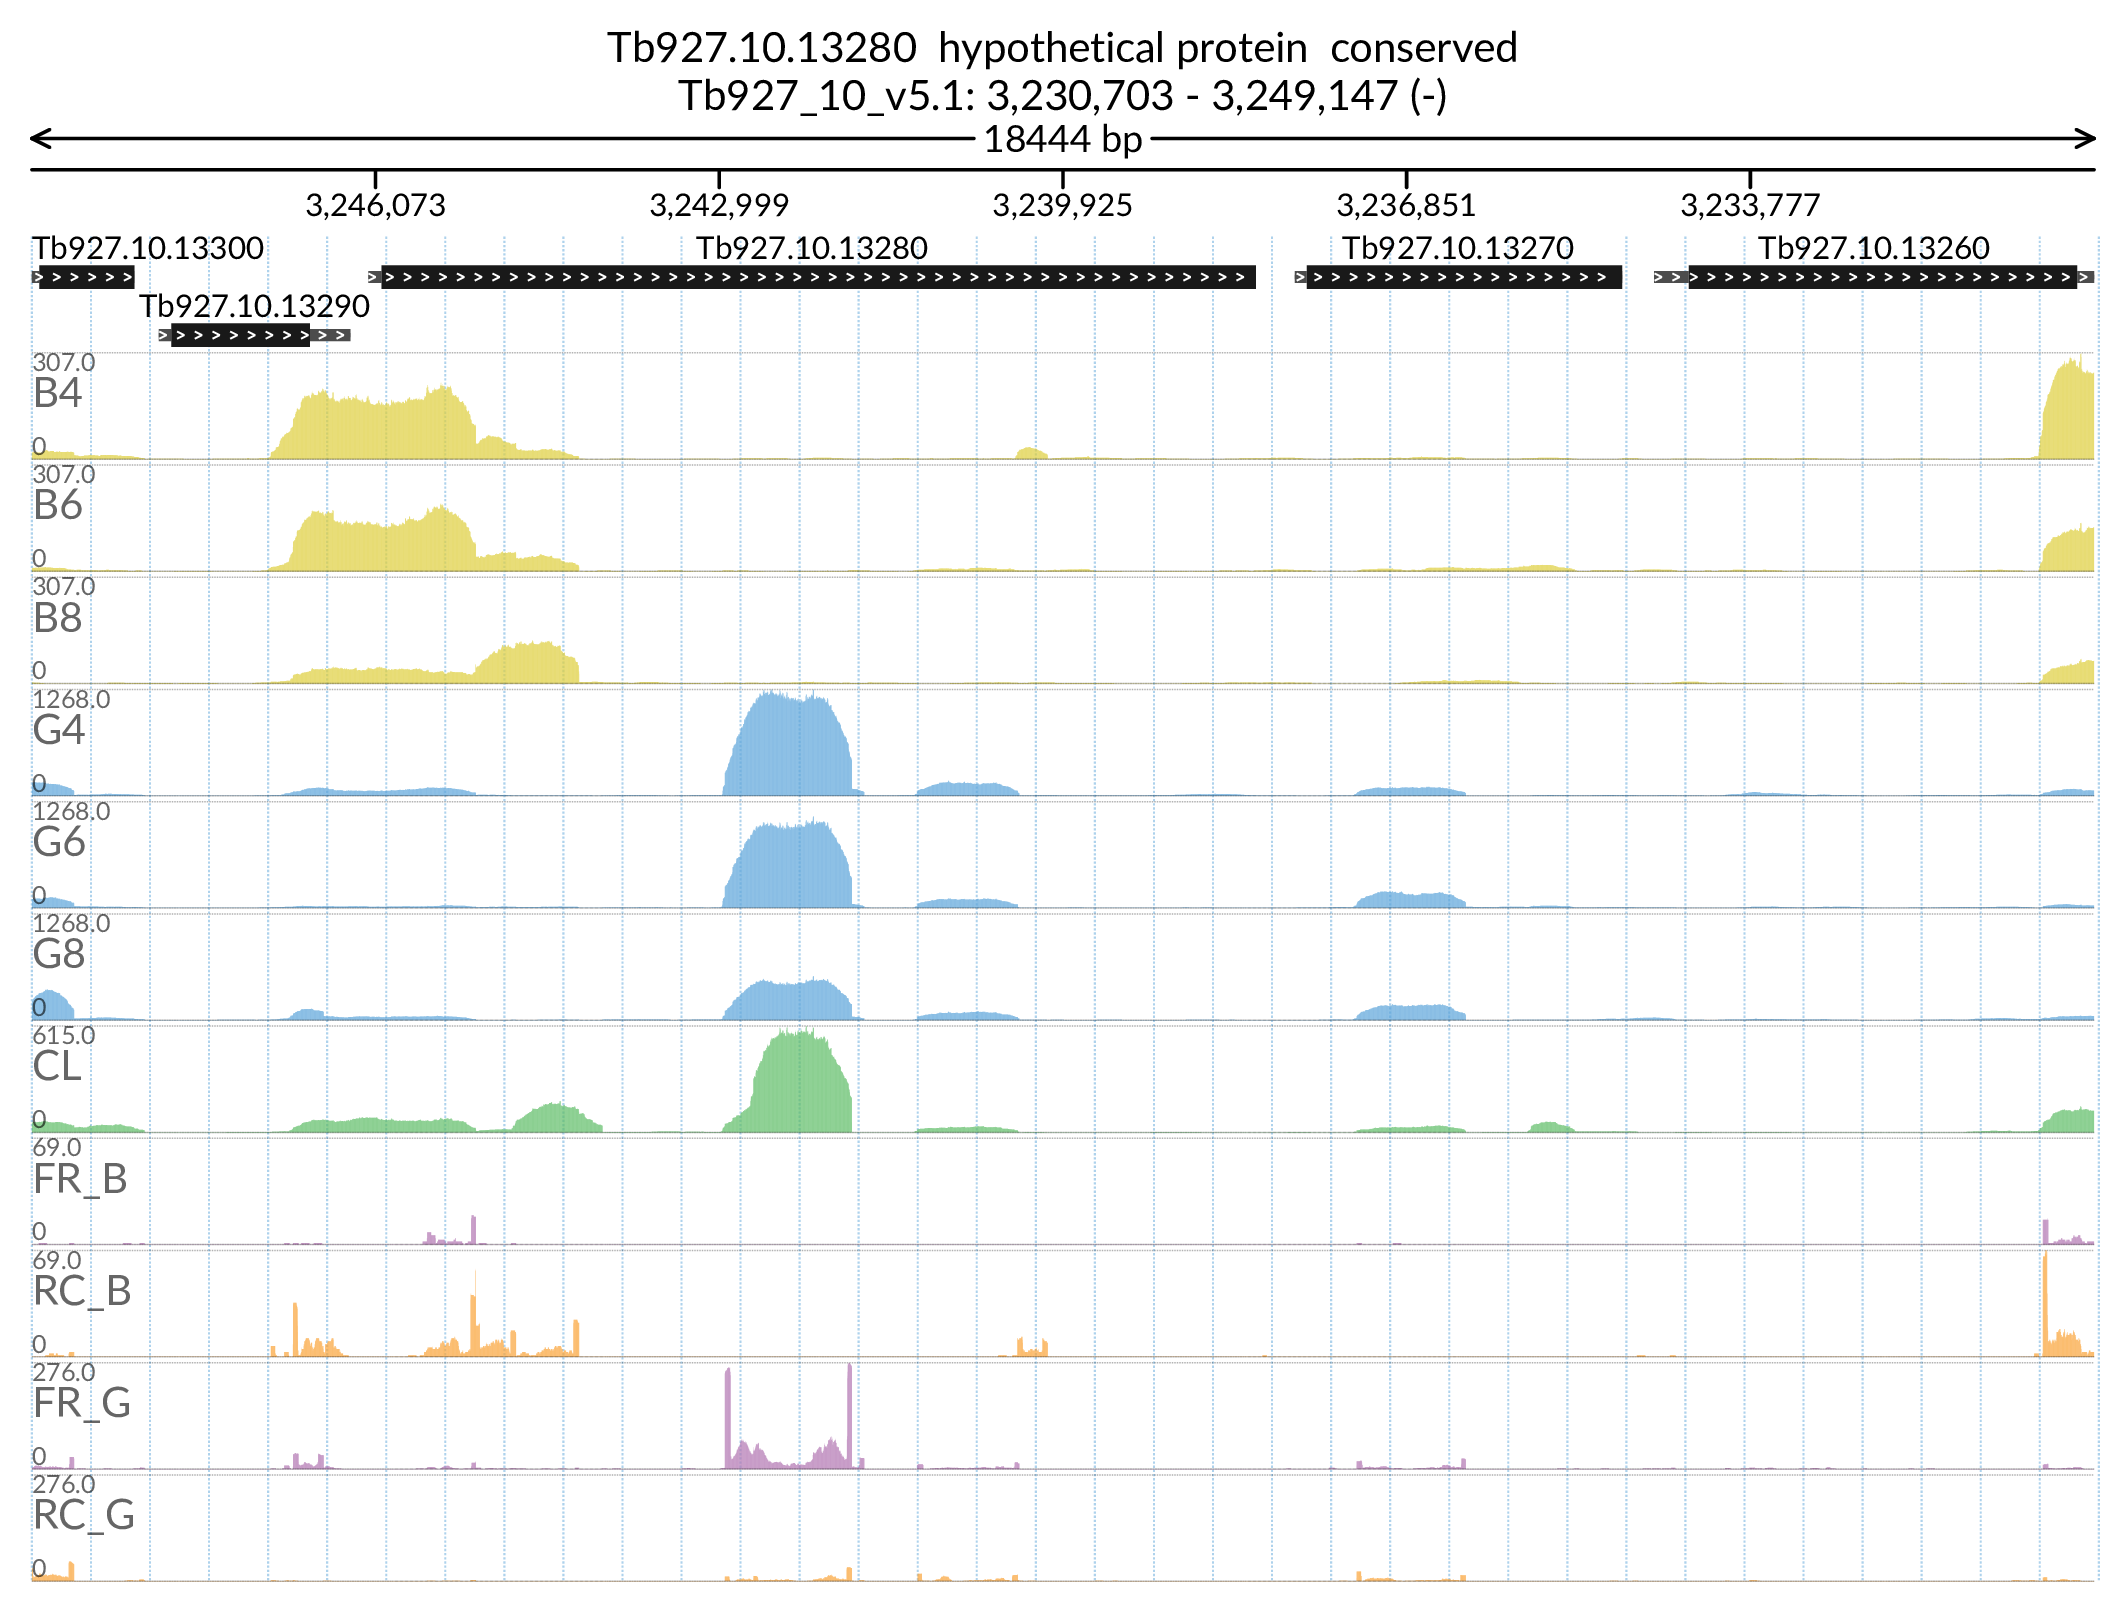 Tb927.10.13280  hypothetical protein  conserved
Tb927_10_v5.1: 3,230,703 - 3,249,147 (-)
18444 bp
3,246,073 3,242,999 3,239,925 3,236,851 3,233,777
Tb927.10.13300 Tb927.10.13280 Tb927.10.13270 Tb927.10.13260
Tb927.10.13290
307.0
B4
0
307.0
B6
0
307.0
B8
0
1268.0
G4
0
1268.0
G6
0
1268.0
G8
0
615.0
CL
0
69.0
FR_B
0
69.0
RC_B
0
276.0
FR_G
0
276.0
RC_G
0